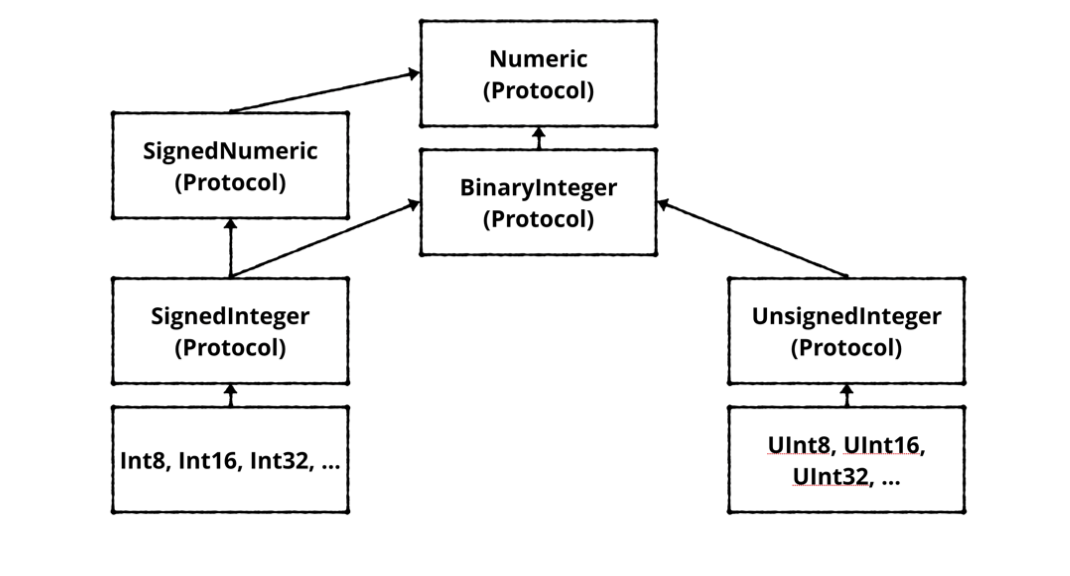 Numeric
(Protocol)
SignedNumeric
(Protocol)
BinaryInteger
(Protocol)
SignedInteger
(Protocol)
UnsignedInteger
(Protocol)
Int8, Int16, Int32, ...
UInt8, UInt16,
UInt32, ...